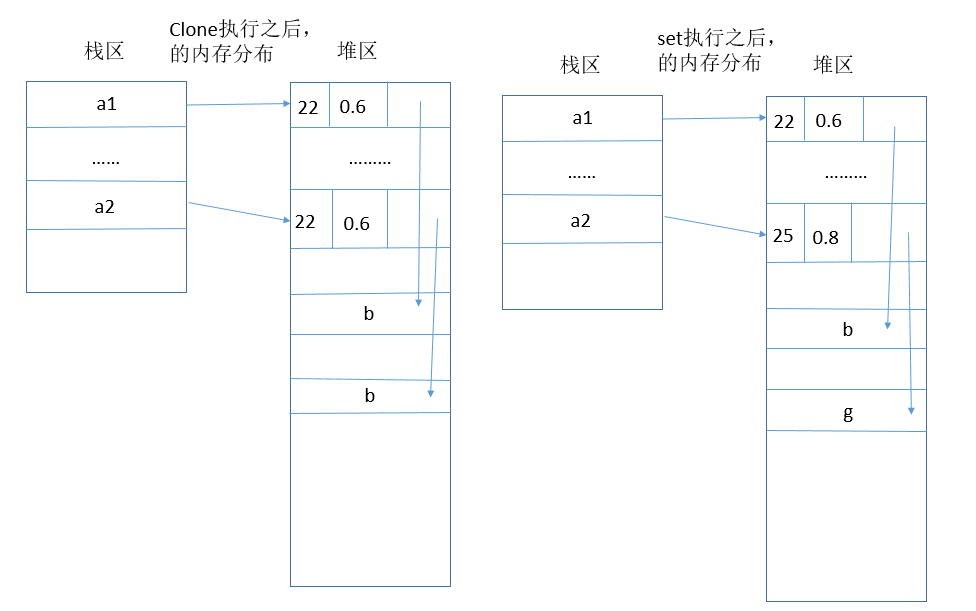 Clone执行之后，
的内存分布
栈区
堆区
a1
22
0.6
......
.........
a2
22
0.6
b
b
set执行之后，
的内存分布
栈区
堆区
a1
22
0.6
......
.........
a2
25
0.8
b
g